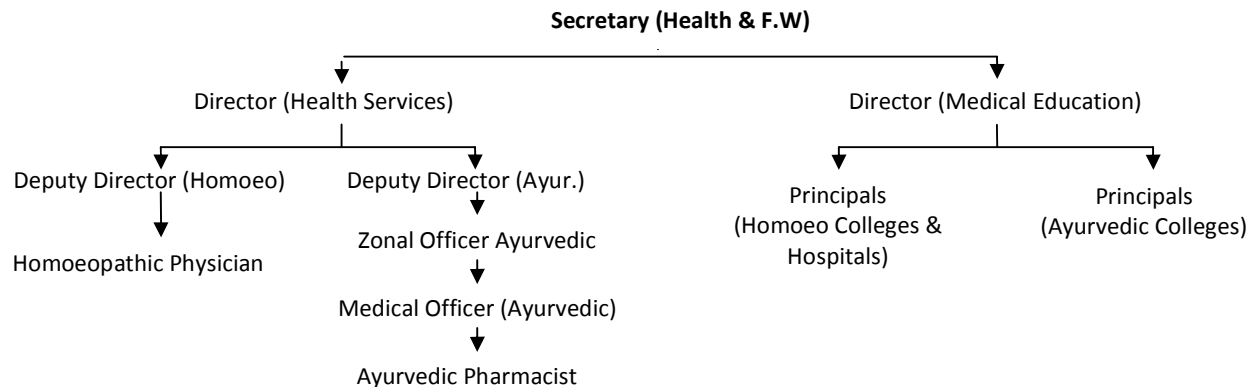 Secretary (Health & F.W)
Director (Health Services)
Director (Medical Education)
Deputy Director (Homoeo)
Deputy Director (Ayur.)
Principals
(Homoeo Colleges &
Hospitals)
Principals
(Ayurvedic Colleges)
Zonal Officer Ayurvedic
Homoeopathic Physician
Medical Officer (Ayurvedic)
Ayurvedic Pharmacist